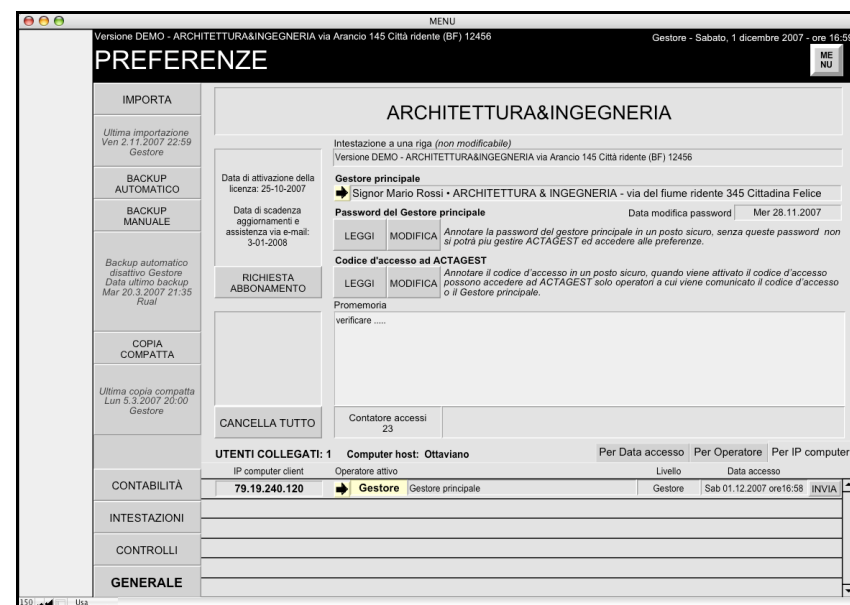 MENU
Versione DEMO - ARCHITETTURA&INGEGNERIA via Arancio 145 Città ridente (BF) 12456
Gestore - Sabato, 1 dicembre 2007 - ore 16:59
PREFERENZE
ME
NU
IMPORTA
Ultima importazione
Ven 2.11.2007 22:59
Gestore
BACKUP
AUTOMATICO
BACKUP
MANUALE
Backup automatico
disattivo Gestore
Data ultimo backup
Mar 20.3.2007 21:35
Rual
COPIA
COMPATTA
Ultima copia compatta
Lun 5.3.2007 20:00
Gestore
CONTABILITÀ
INTESTAZIONI
CONTROLLI
GENERALE
ARCHITETTURA&INGEGNERIA
Data di attivazione della
licenza: 25-10-2007
Data di scadenza
aggiornamenti e
assistenza via e-mail:
3-01-2008
RICHIESTA
ABBONAMENTO
CANCELLA TUTTO
Intestazione a una riga (non modificabile)
Versione DEMO - ARCHITETTURA&INGEGNERIA via Arancio 145 Città ridente (BF) 12456
Gestore principale
Signor Mario Rossi • ARCHITETTURA & INGEGNERIA - via del fiume ridente 345 Cittadina Felice
Password del Gestore principale
Data modifica password Mer 28.11.2007
LEGGI MODIFICA
Annotare la password del gestore principale in un posto sicuro, senza queste password non
si potrà piu gestire ACTAGEST ed accedere alle preferenze.
Codice d'accesso ad ACTAGEST
LEGGI MODIFICA
Annotare il codice d'accesso in un posto sicuro, quando viene attivato il codice d'accesso
possono accedere ad ACTAGEST solo operatori a cui viene comunicato il codice d'accesso
o il Gestore principale.
Promemoria
verificare .....
Contatore accessi
23
UTENTI COLLEGATI: 1 Computer host: Ottaviano
Per Data accesso Per Operatore Per IP computer
IP computer client Operatore attivo Livello Data accesso
79.19.240.120 Gestore Gestore principale Gestore Sab 01.12.2007 ore16:58 INVIA
150 Usa